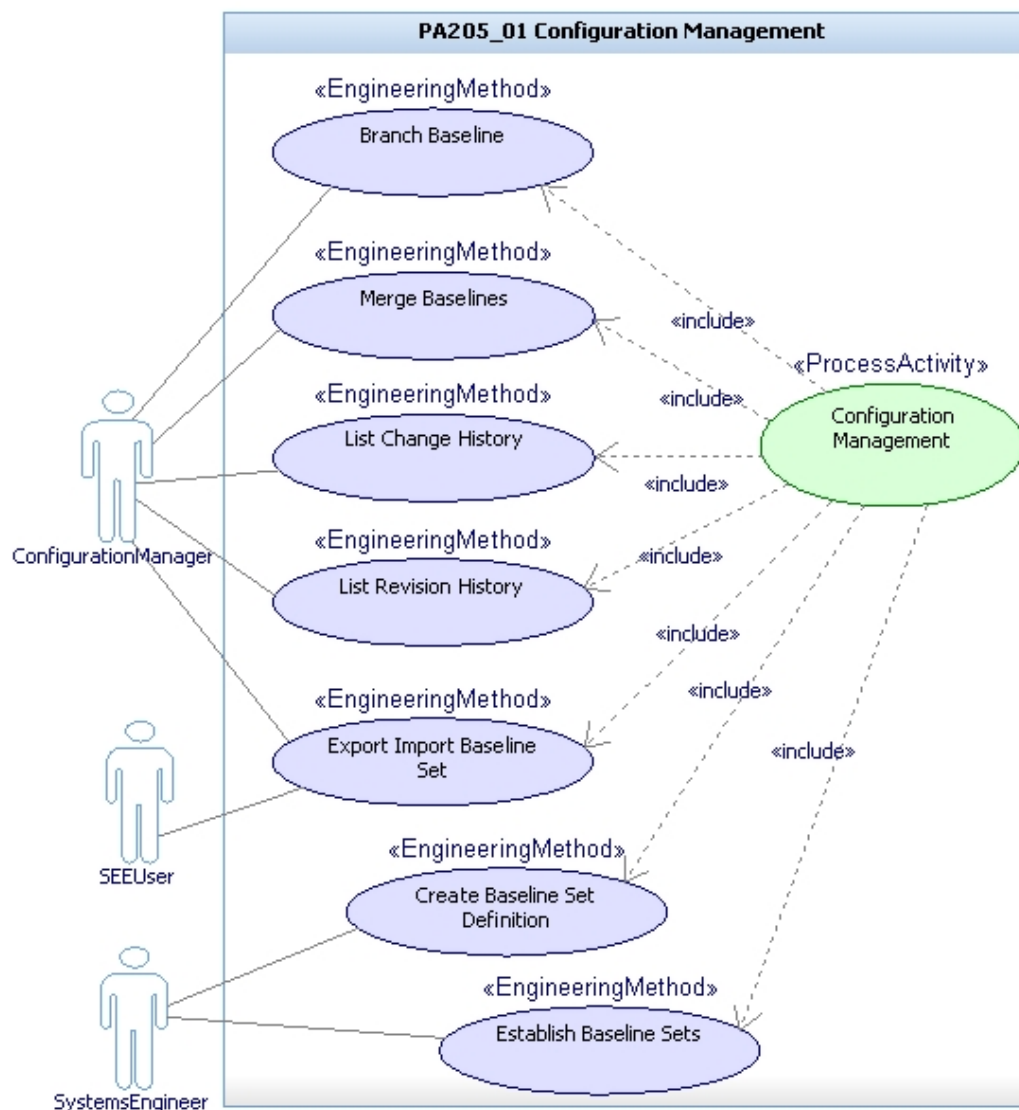 PA205_01 Configuration Management
«EngineeringMethod»
Branch Baseline
«EngineeringMethod»
Merge Baselines
«include»
«ProcessActivity»
Configuration
Management
«include»
«EngineeringMethod»
List Change History
«include»
ConfigurationManager
«EngineeringMethod»
List Revision History
«include»
«include»
«include»
«EngineeringMethod»
Export Import Baseline
Set
«include»
SEEUser
«EngineeringMethod»
Create Baseline Set
Definition
«EngineeringMethod»
Establish Baseline Sets
SystemsEngineer